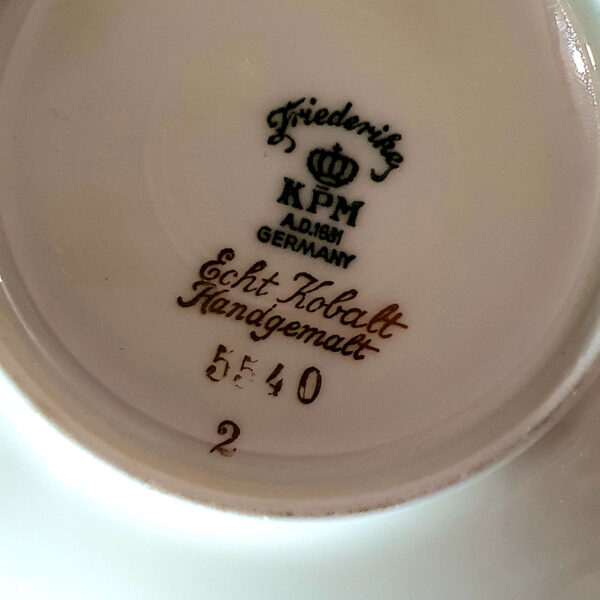 Friederike
KPM
A.D.1831
GERMANY
Echt Kobalt
Handgemalt
5540
2